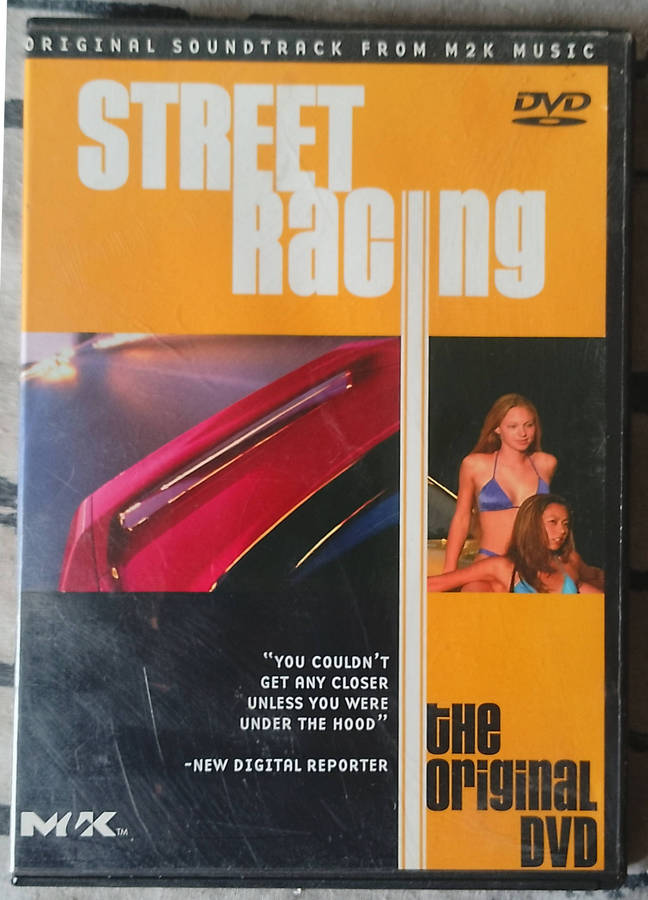 ORIGINAL SOUNDTRACK FROM M2K MUSIC
STREET
Racing
DVD
"YOU COULDN'T
GET ANY CLOSER
UNLESS YOU WERE
UNDER THE HOOD"
-NEW DIGITAL REPORTER
the
original
DVD
M2K™